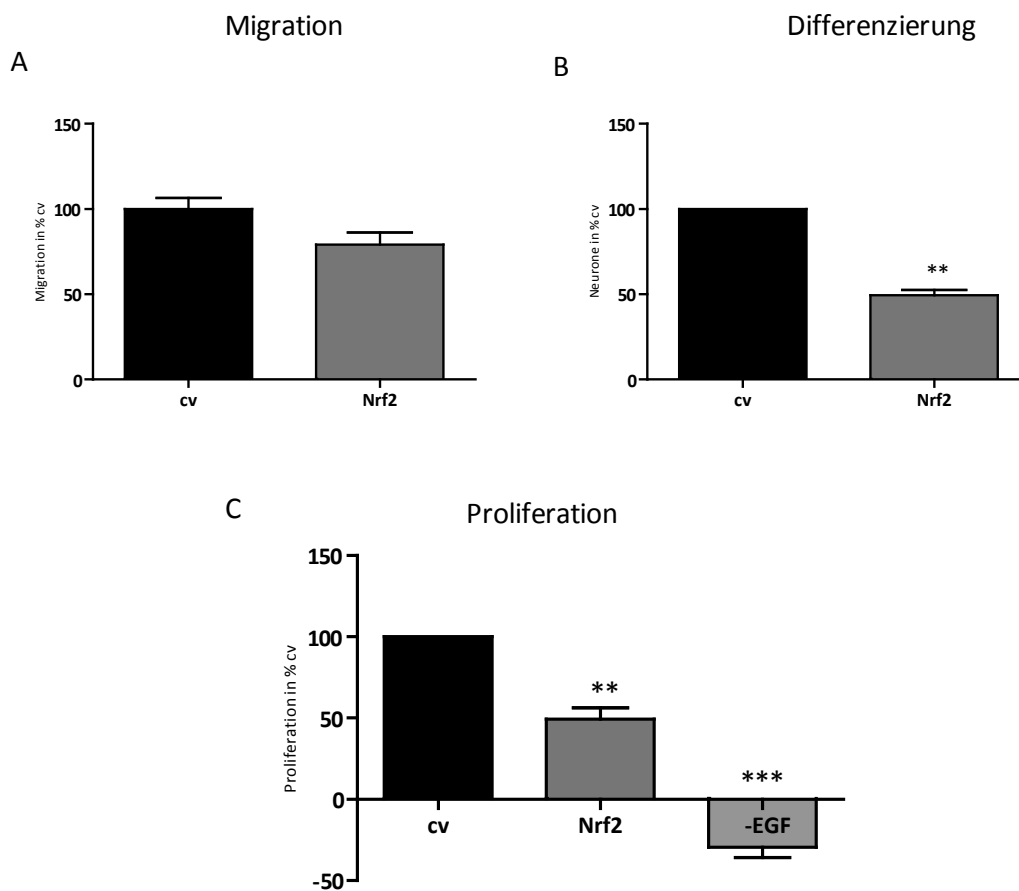 Migration
A
150
100
50
0
Migration in % cv
cv
Nrf2
Differenzierung
B
150
100
50
0
Neurone in % cv
**
cv
Nrf2
C
Proliferation
150
100
50
0
-50
Proliferation in % cv
**
***
cv
Nrf2
-EGF